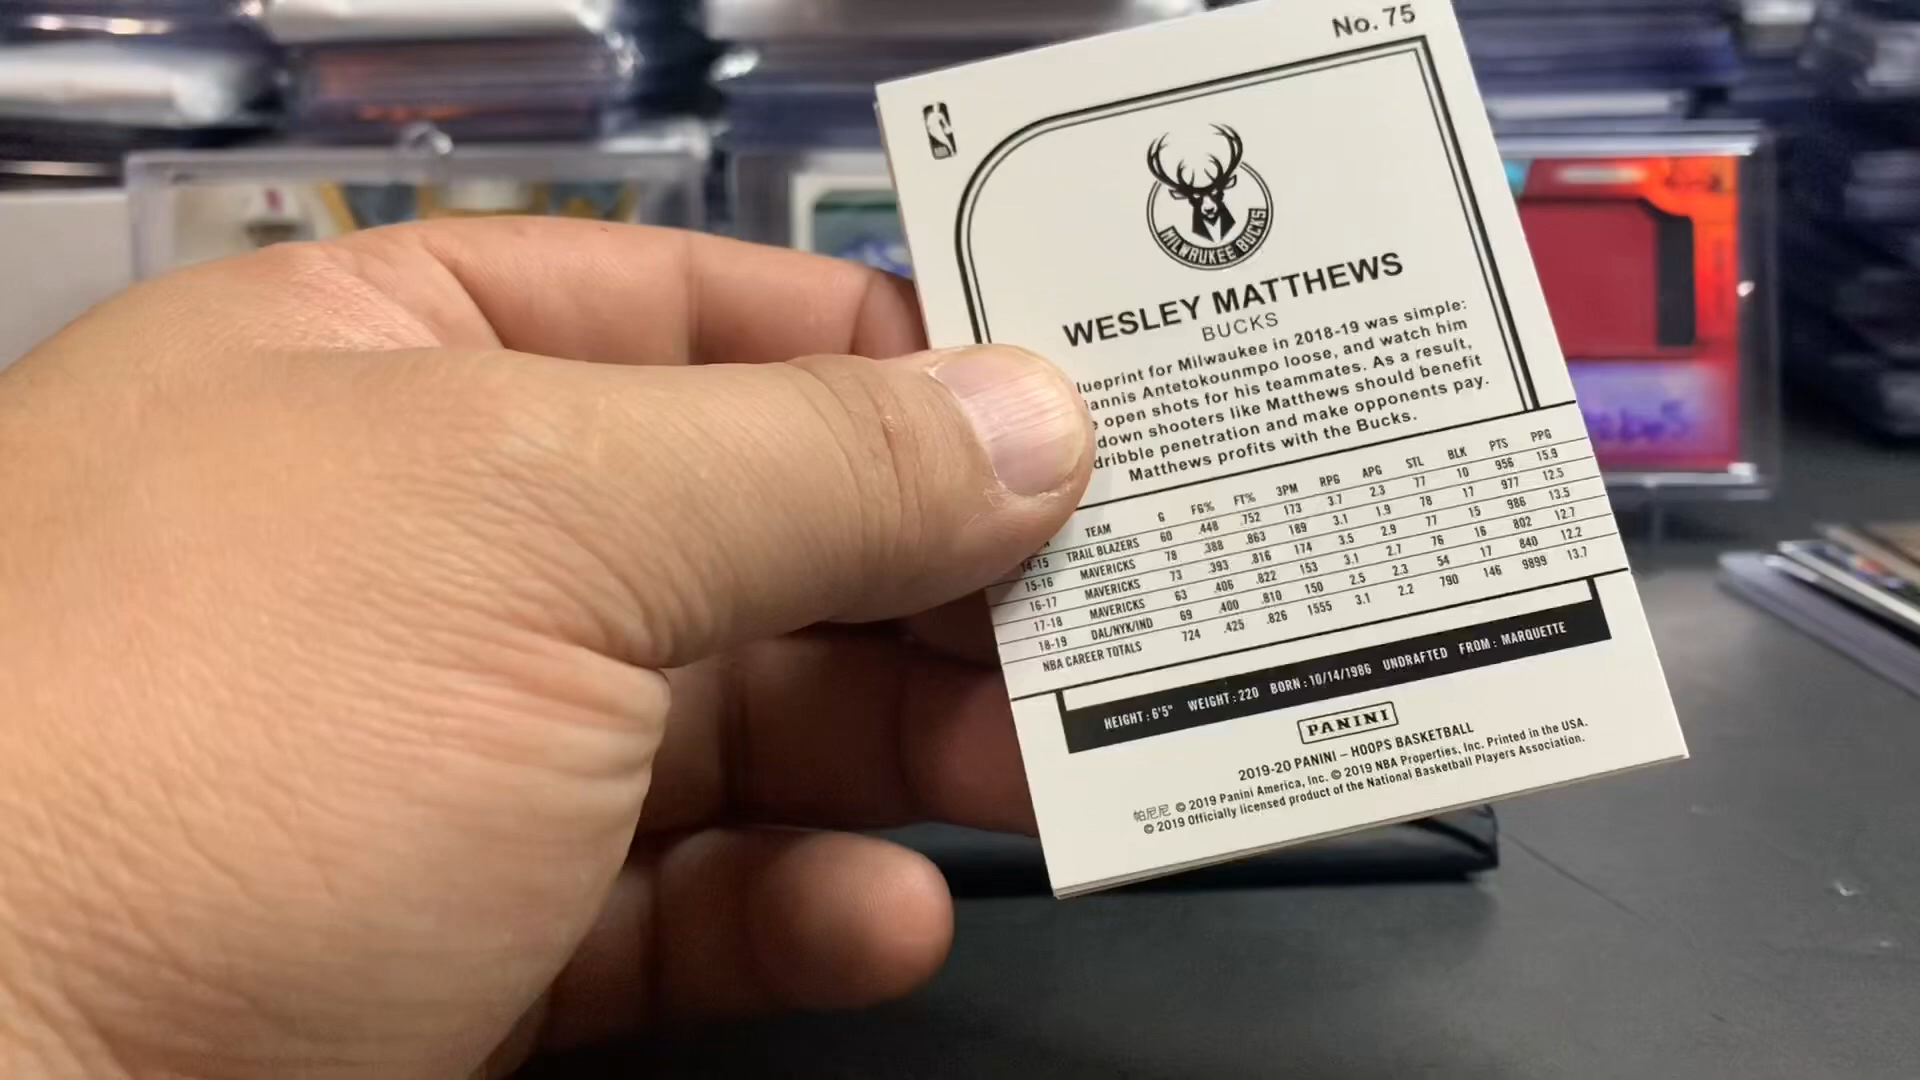 No. 75
MILWAUKEE BUCKS
WESLEY MATTHEWS
BUCKS
lueprint for Milwaukee in 2018-19 was simple:
iannis Antetokounmpo loose, and watch him
e open shots for his teammates. As a result,
down shooters like Matthews should benefit
dribble penetration and make opponents pay.
Matthews profits with the Bucks.
TEAM G FG% FT% 3PM RPG APG STL BLK PTS PPG
14-15 TRAIL BLAZERS 60 .448 .752 173 3.7 2.3 77 10 956 15.9
15-16 MAVERICKS 78 .388 .863 189 3.1 1.9 78 17 977 12.5
16-17 MAVERICKS 73 .393 .816 174 3.5 2.9 77 15 986 13.5
17-18 MAVERICKS 63 .406 .822 153 3.1 2.7 76 16 802 12.7
18-19 DAL/NYK/IND 69 .400 .810 150 2.5 2.3 54 17 840 12.2
NBA CAREER TOTALS 724 .425 .826 1555 3.1 2.2 790 146 9899 13.7
HEIGHT: 6'5" WEIGHT: 220 BORN: 10/14/1986 UNDRAFTED FROM: MARQUETTE
PANINI
2019-20 PANINI – HOOPS BASKETBALL
帕尼尼 © 2019 Panini America, Inc. © 2019 NBA Properties, Inc. Printed in the USA.
© 2019 Officially licensed product of the National Basketball Players Association.